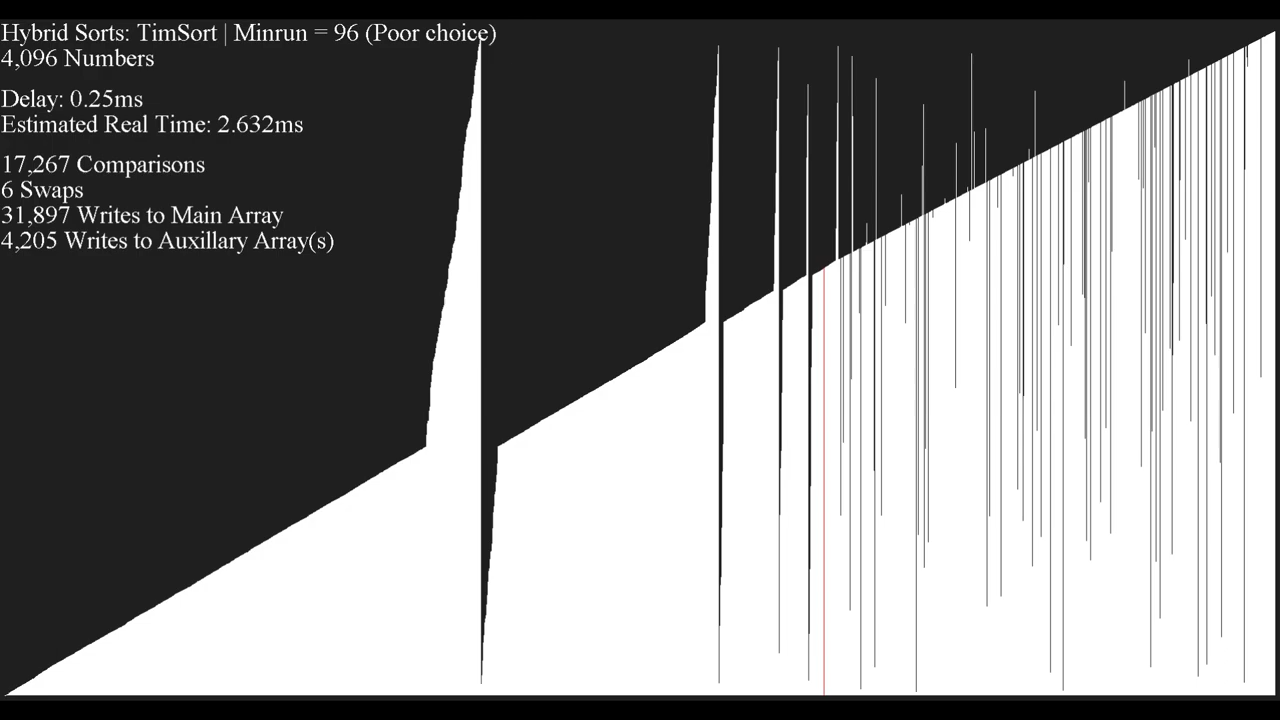 Hybrid Sorts: TimSort | Minrun = 96 (Poor choice)
4,096 Numbers
Delay: 0.25ms
Estimated Real Time: 2.632ms
17,267 Comparisons
6 Swaps
31,897 Writes to Main Array
4,205 Writes to Auxillary Array(s)